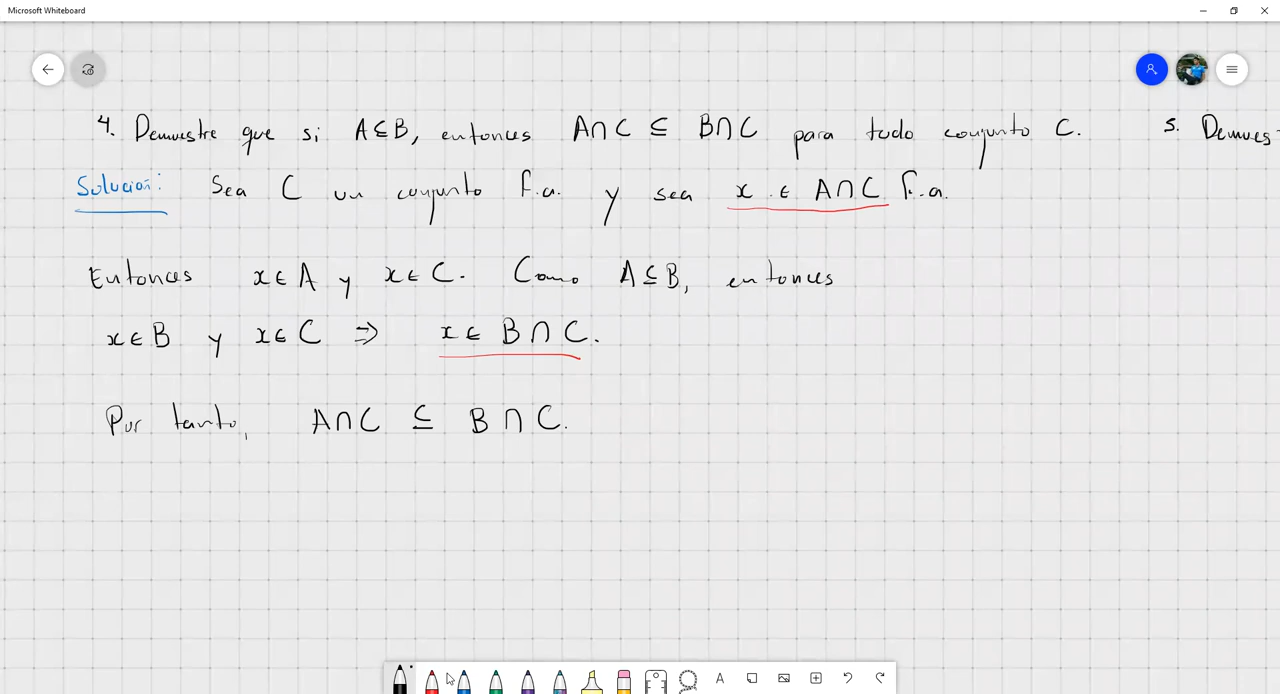 Microsoft Whiteboard
4. Demuestre que si A⊆B, entonces A∩C ⊆ B∩C para todo conjunto C.
5. Demues
Solución: Sea C un conjunto f.a. y sea x ∈ A∩C f.a.
Entonces x∈A y x∈C. Como A⊆B, entonces
x∈B y x∈C ⇒ x∈ B∩C.
Por tanto, A∩C ⊆ B∩C.